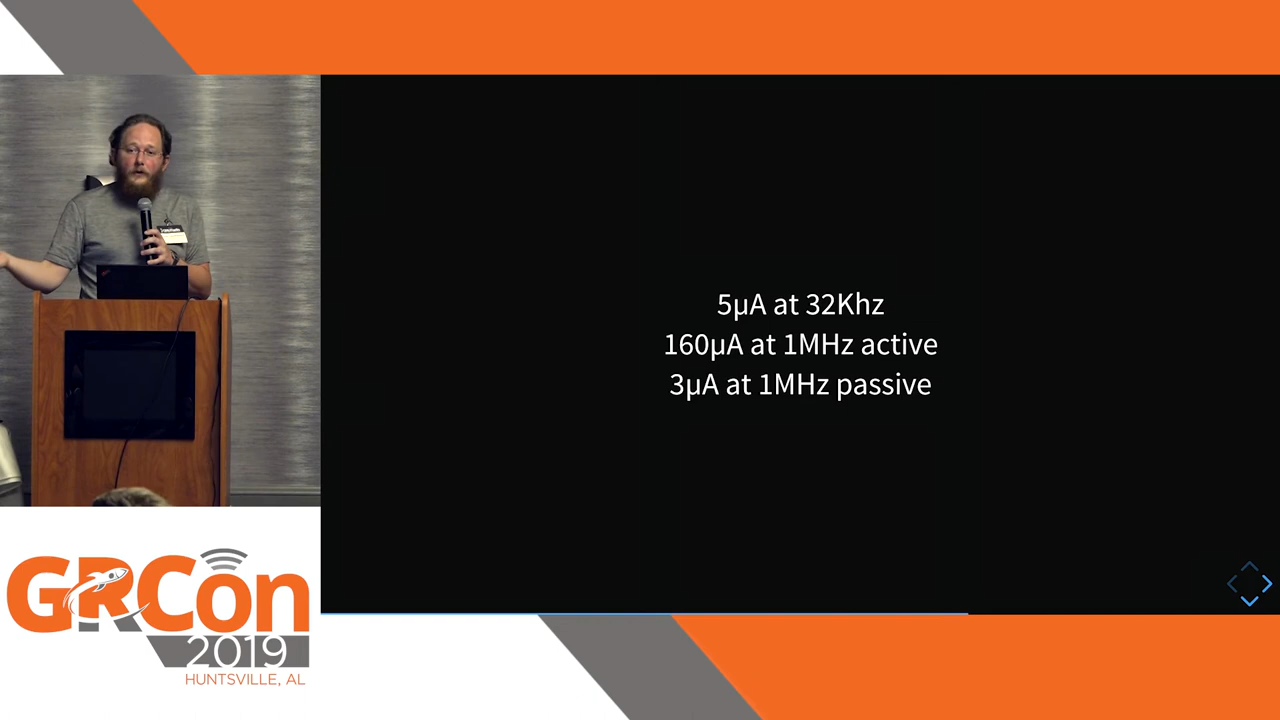 5µA at 32Khz
160µA at 1MHz active
3µA at 1MHz passive
GRCon
2019
HUNTSVILLE, AL